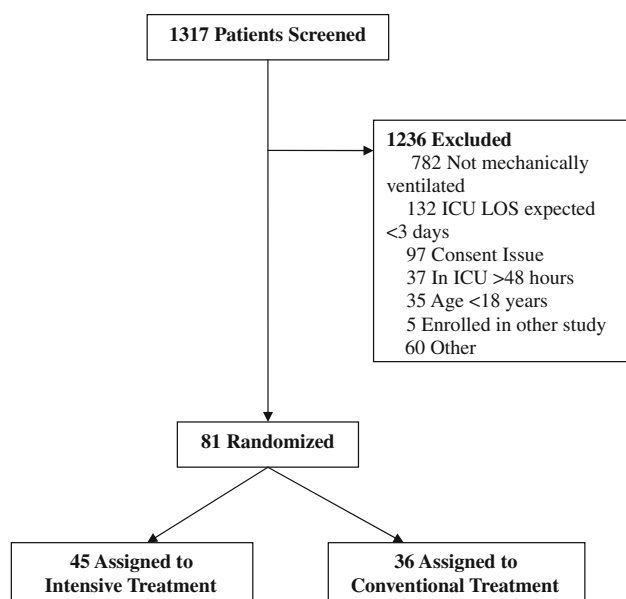 1317 Patients Screened
1236 Excluded
782 Not mechanically
ventilated
132 ICU LOS expected
<3 days
97 Consent Issue
37 In ICU >48 hours
35 Age <18 years
5 Enrolled in other study
60 Other
81 Randomized
45 Assigned to
Intensive Treatment
36 Assigned to
Conventional Treatment